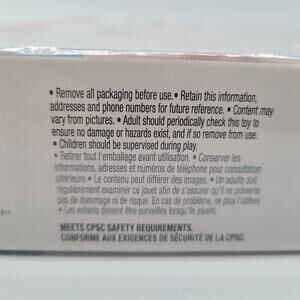 • Remove all packaging before use. • Retain this information,
addresses and phone numbers for future reference. • Content may
vary from pictures. • Adult should periodically check this toy to
ensure no damage or hazards exist, and if so remove from use.
• Children should be supervised during play.
• Retirer tout l'emballage avant utilisation. • Conserver les
informations, adresses et numéros de téléphone pour consultation
ultérieure. • Le contenu peut différer des images. • Un adulte doit
régulièrement examiner ce jouet afin de s'assurer qu'il ne présente
pas de dommage ni de risque. En cas de problème, ne plus l'utiliser.
• Les enfants doivent être surveillés lorsqu'ils jouent.
MEETS CPSC SAFETY REQUIREMENTS.
CONFORME AUX EXIGENCES DE SÉCURITÉ DE LA CPSC.